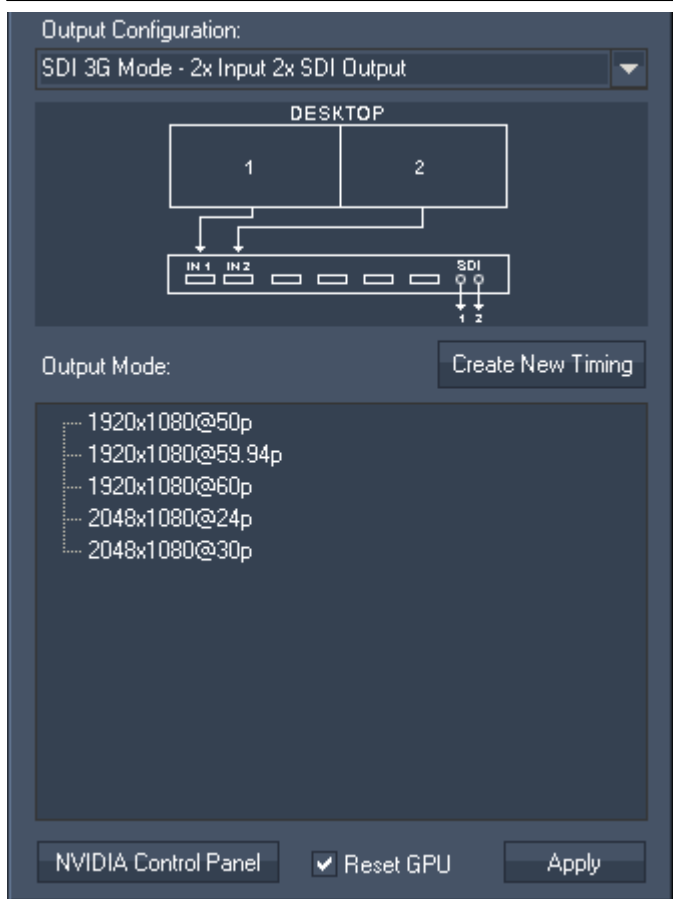 Output Configuration:
SDI 3G Mode - 2x Input 2x SDI Output
DESKTOP
1 2
IN 1 IN 2 SDI
1 2
Output Mode:
Create New Timing
1920x1080@50p
1920x1080@59.94p
1920x1080@60p
2048x1080@24p
2048x1080@30p
NVIDIA Control Panel
Reset GPU
Apply